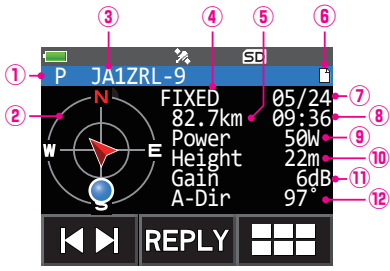 ③ ④ ⑤ ⑥
SD
① P JA1ZRL-9
② N FIXED 05/24 ⑦
82.7km 09:36 ⑧
W E Power 50W ⑨
Height 22m ⑩
Gain 6dB ⑪
S A-Dir 97° ⑫
REPLY